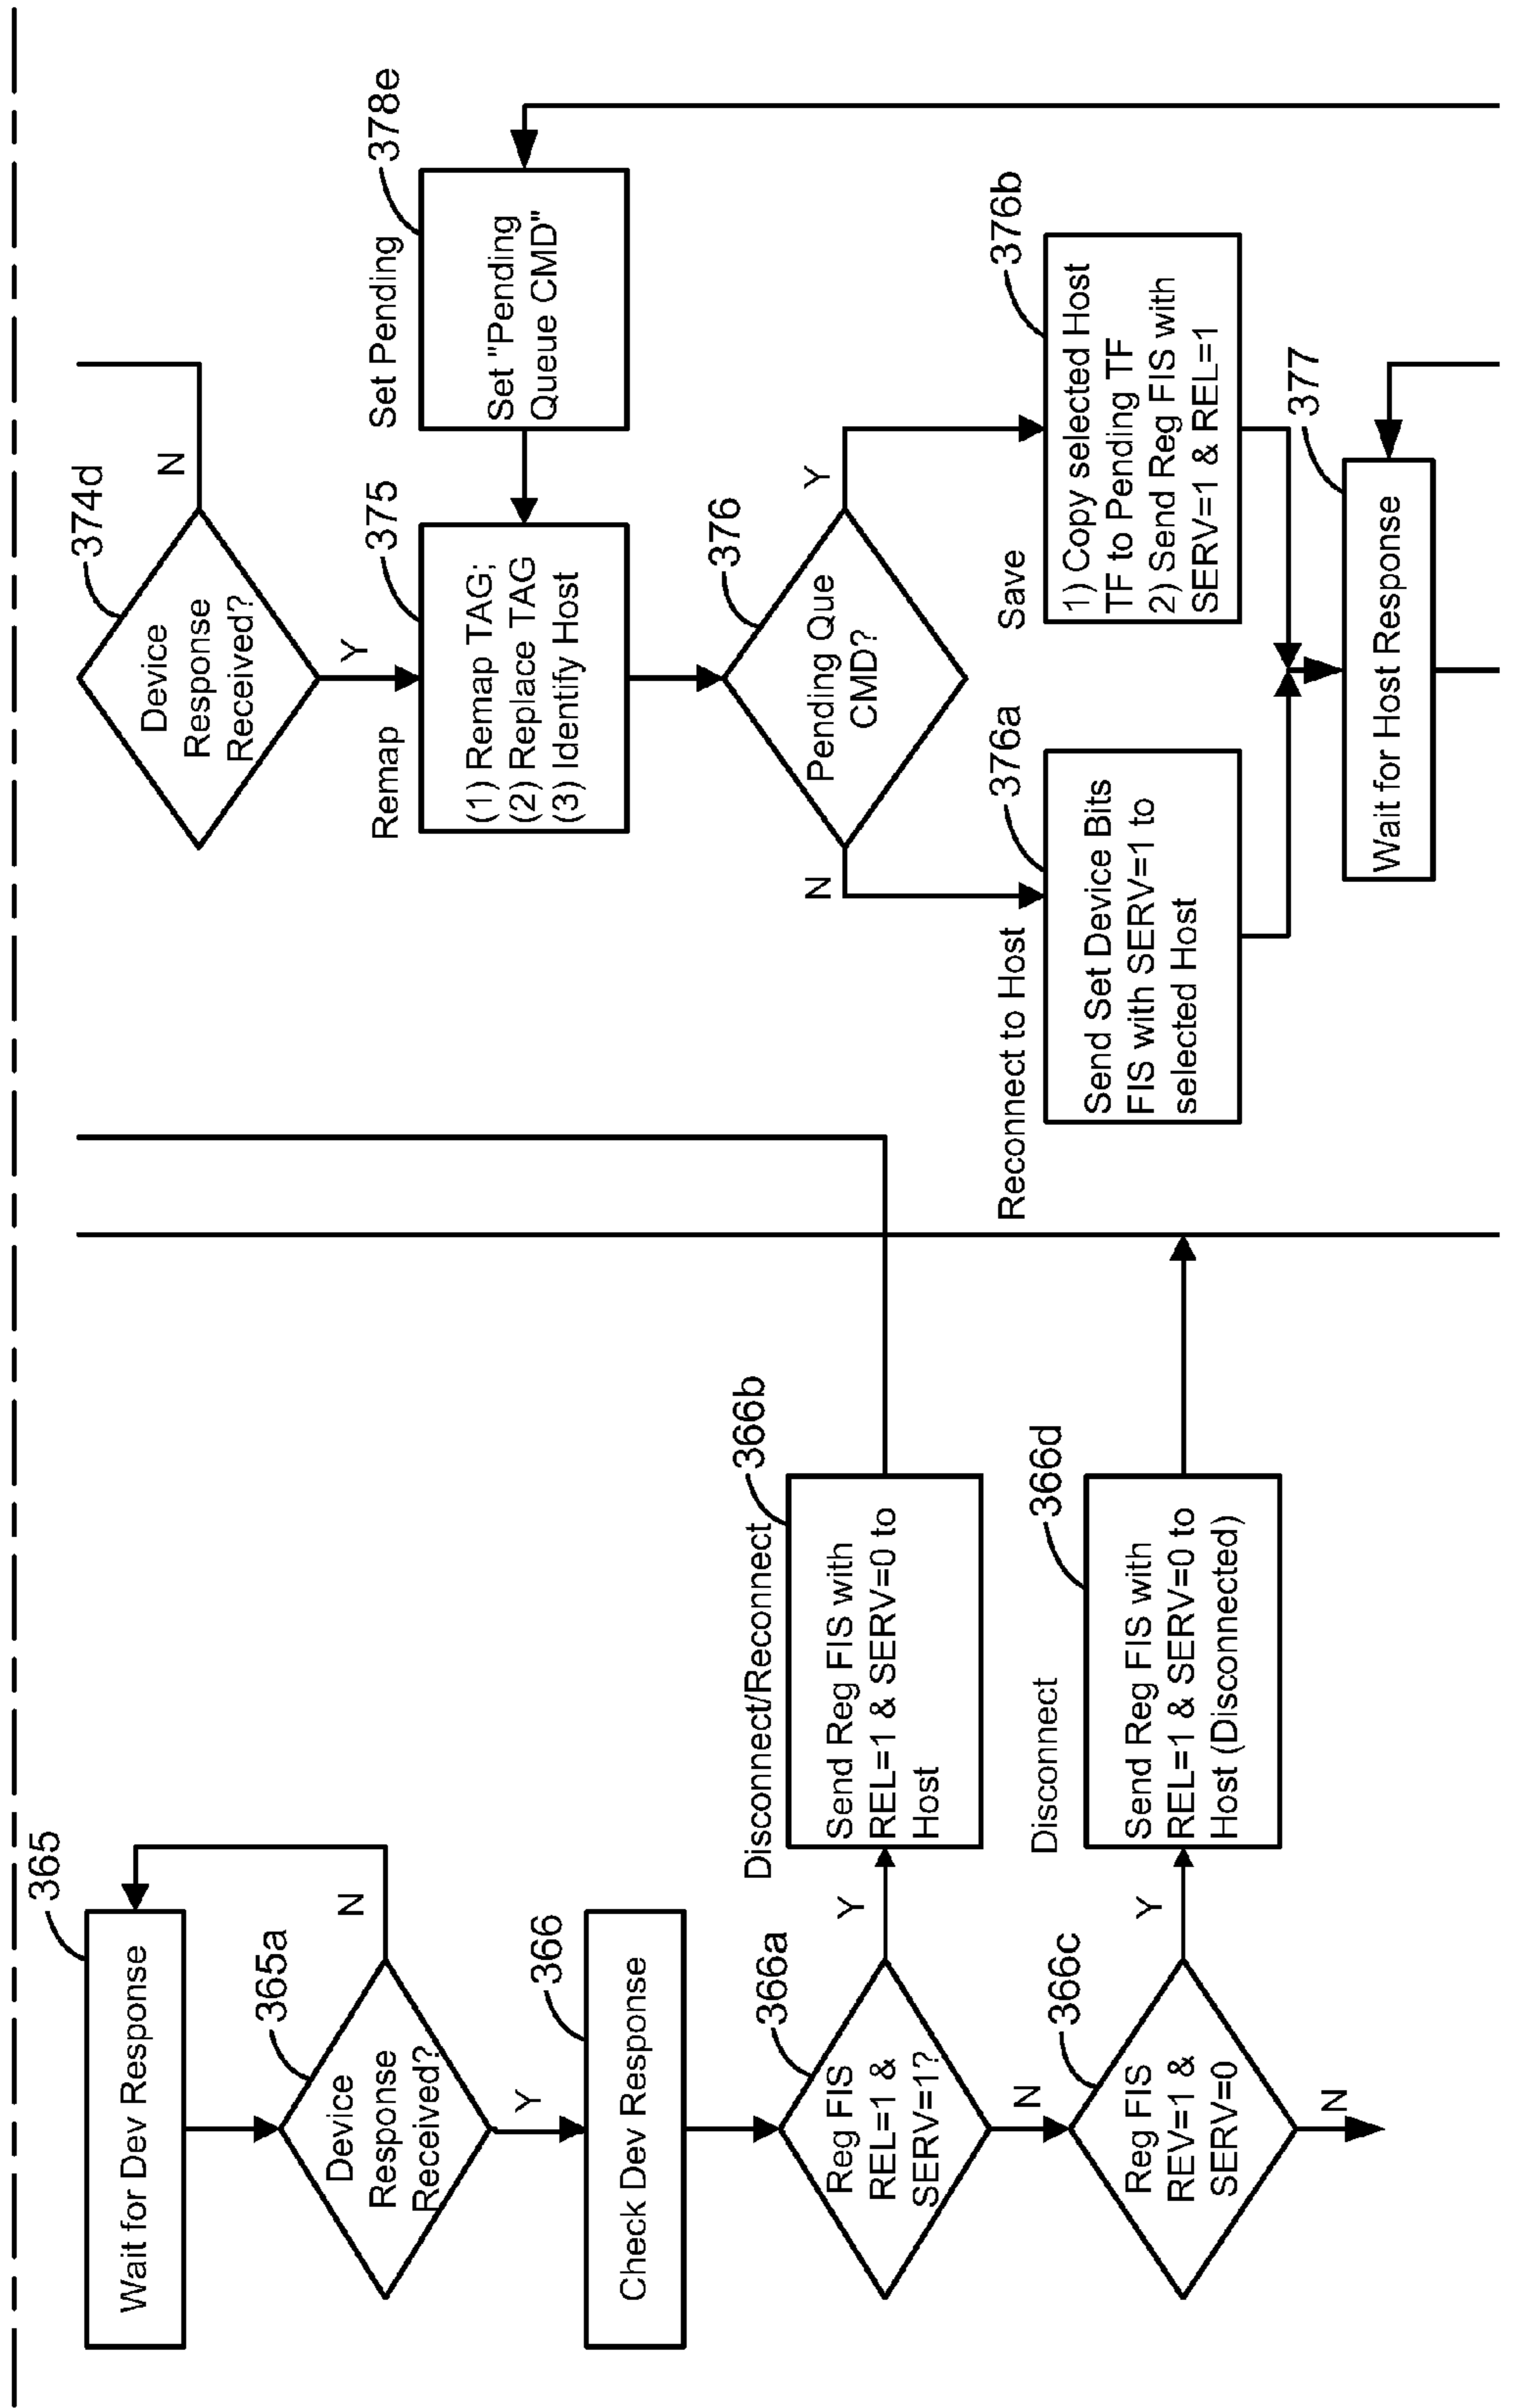 365
Wait for Dev Response
365a
Device
Response
Received?
N
Y
366
Check Dev Response
366a
Reg FIS
REL=1 &
SERV=1?
Y
N
Disconnect/Reconnect
366b
Send Reg FIS with
REL=1 & SERV=0 to
Host
366c
Reg FIS
REV=1 &
SERV=0
Y
N
Disconnect
366d
Send Reg FIS with
REL=1 & SERV=0 to
Host (Disconnected)
374d
Device
Response
Received?
N
Y
Remap
375
(1) Remap TAG;
(2) Replace TAG
(3) Identify Host
Set Pending
378e
Set "Pending
Queue CMD"
376
Pending Que
CMD?
N
Y
Reconnect to Host
376a
Send Set Device Bits
FIS with SERV=1 to
selected Host
Save
376b
1) Copy selected Host
TF to Pending TF
2) Send Reg FIS with
SERV=1 & REL=1
377
Wait for Host Response